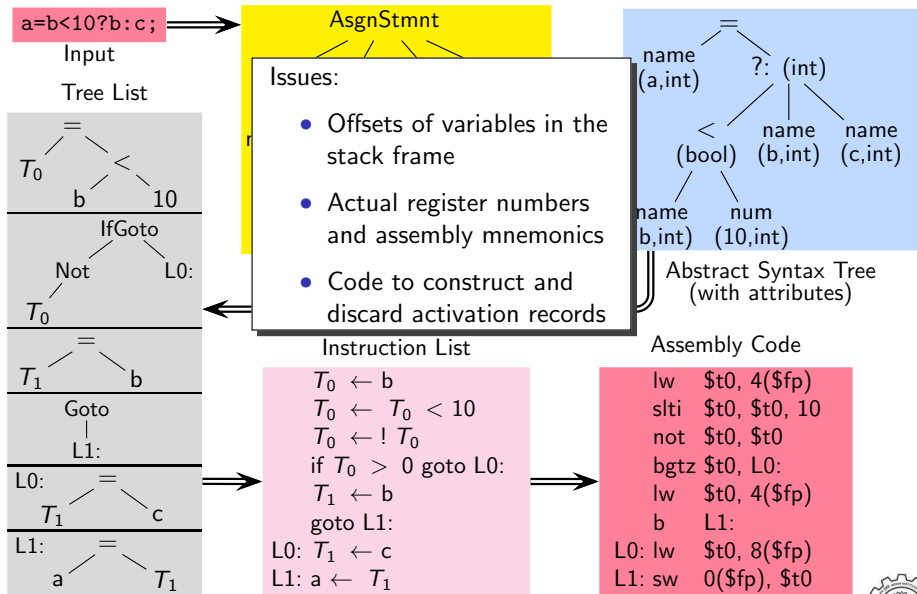 a=b<10?b:c;
Input
AsgnStmnt
Issues:
• Offsets of variables in the
stack frame
• Actual register numbers
and assembly mnemonics
• Code to construct and
discard activation records
=
name
(a,int)
?: (int)
<
(bool)
name
(b,int)
name
(c,int)
name
b,int)
num
(10,int)
Abstract Syntax Tree
(with attributes)
Tree List
=
T0
<
b
10
IfGoto
Not
L0:
T0
=
T1
b
Goto
L1:
L0:
=
T1
c
L1:
=
a
T1
Instruction List
T0 ← b
T0 ← T0 < 10
T0 ← ! T0
if T0 > 0 goto L0:
T1 ← b
goto L1:
L0: T1 ← c
L1: a ← T1
Assembly Code
lw $t0, 4($fp)
slti $t0, $t0, 10
not $t0, $t0
bgtz $t0, L0:
lw $t0, 4($fp)
b L1:
L0: lw $t0, 8($fp)
L1: sw 0($fp), $t0